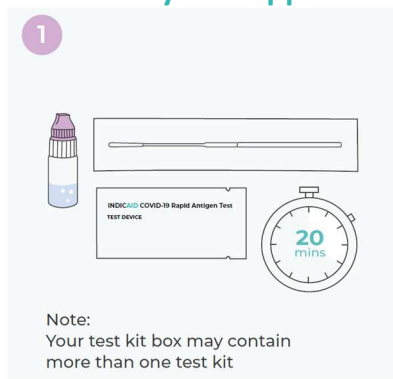 1
INDICAID COVID-19 Rapid Antigen Test
TEST DEVICE
20
mins
Note:
Your test kit box may contain
more than one test kit